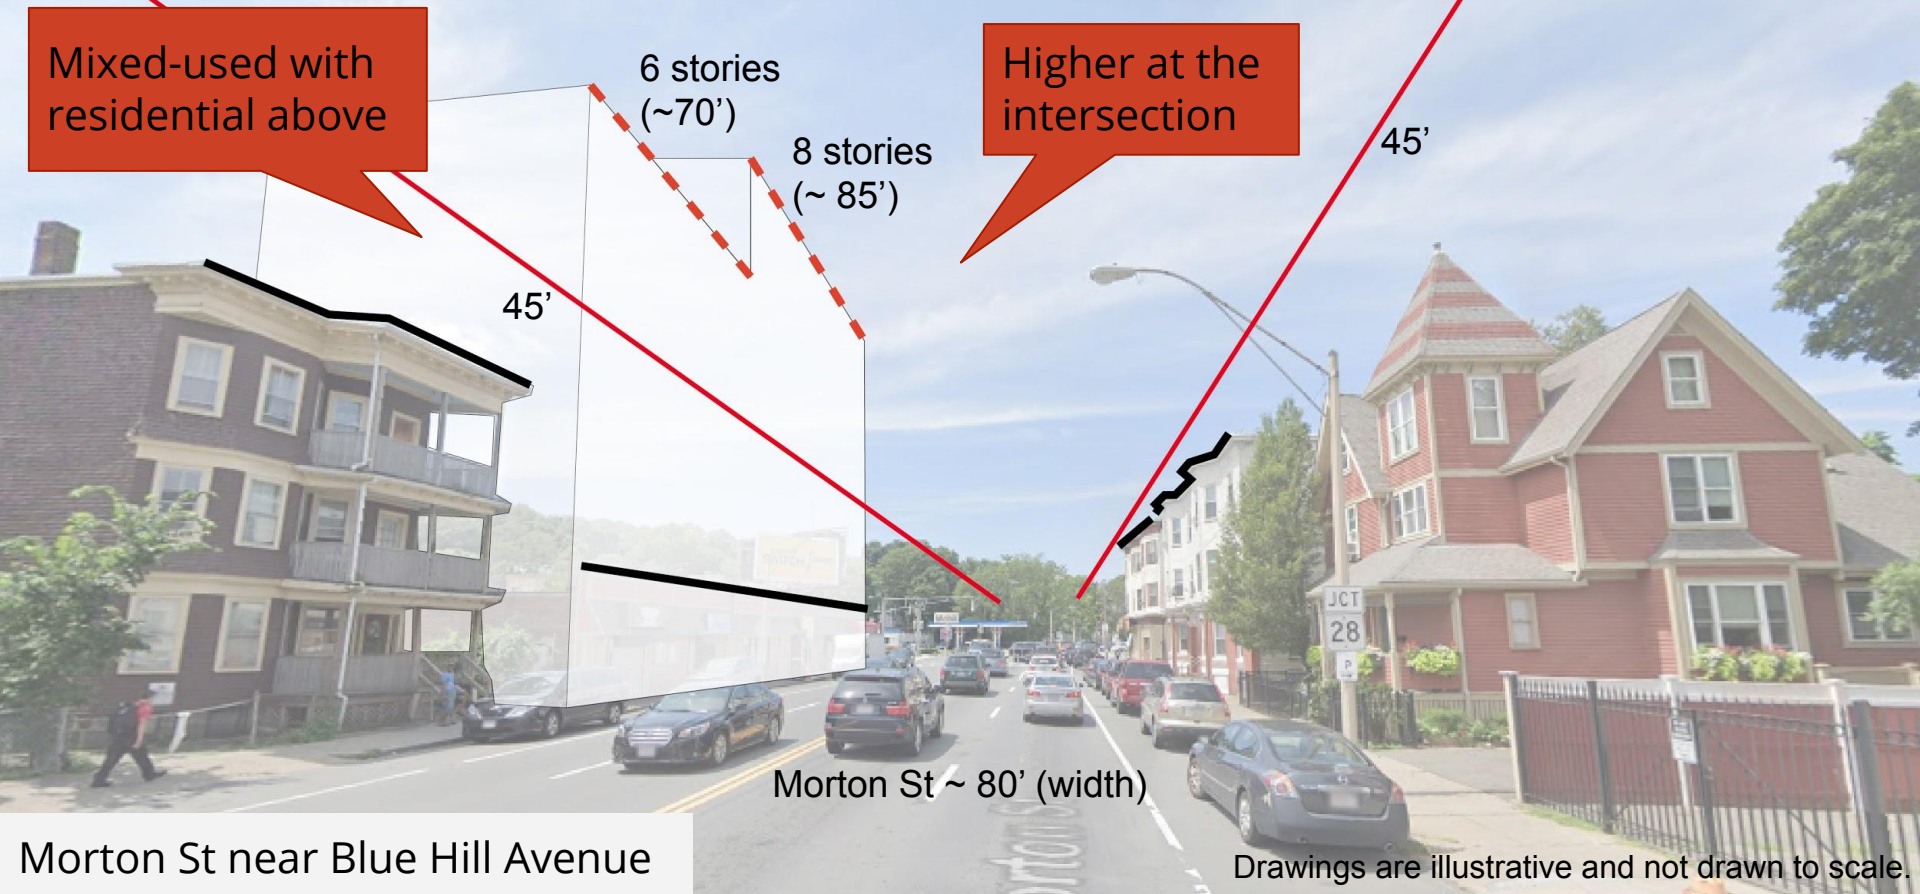 Mixed-used with
residential above
6 stories
(~70’)
8 stories
(~ 85’)
Higher at the
intersection
45’
45’
JCT
28
P
Morton St ~ 80’ (width)
Morton St near Blue Hill Avenue
Drawings are illustrative and not drawn to scale.